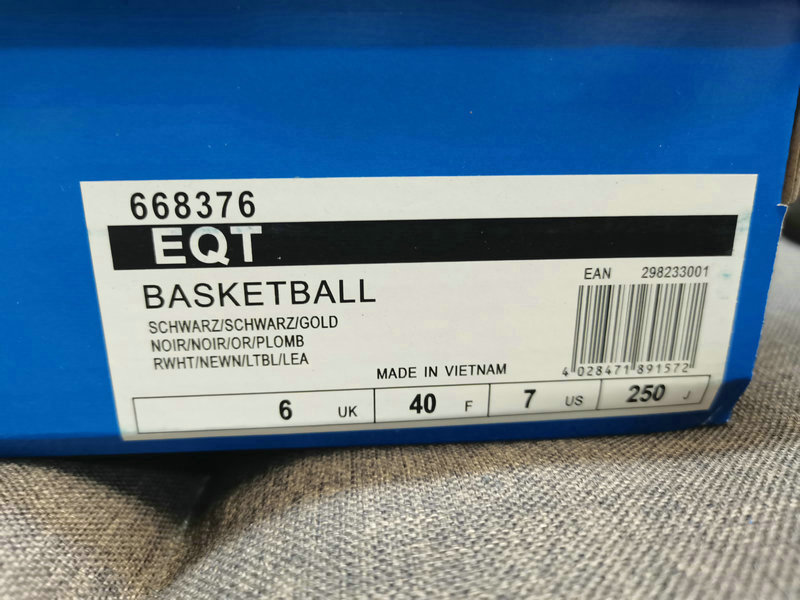 668376
EQT
BASKETBALL
SCHWARZ/SCHWARZ/GOLD
NOIR/NOIR/OR/PLOMB
RWHT/NEWN/LTBL/LEA
EAN 298233001
4 028471 891572
MADE IN VIETNAM
6 UK 40 F 7 US 250 J